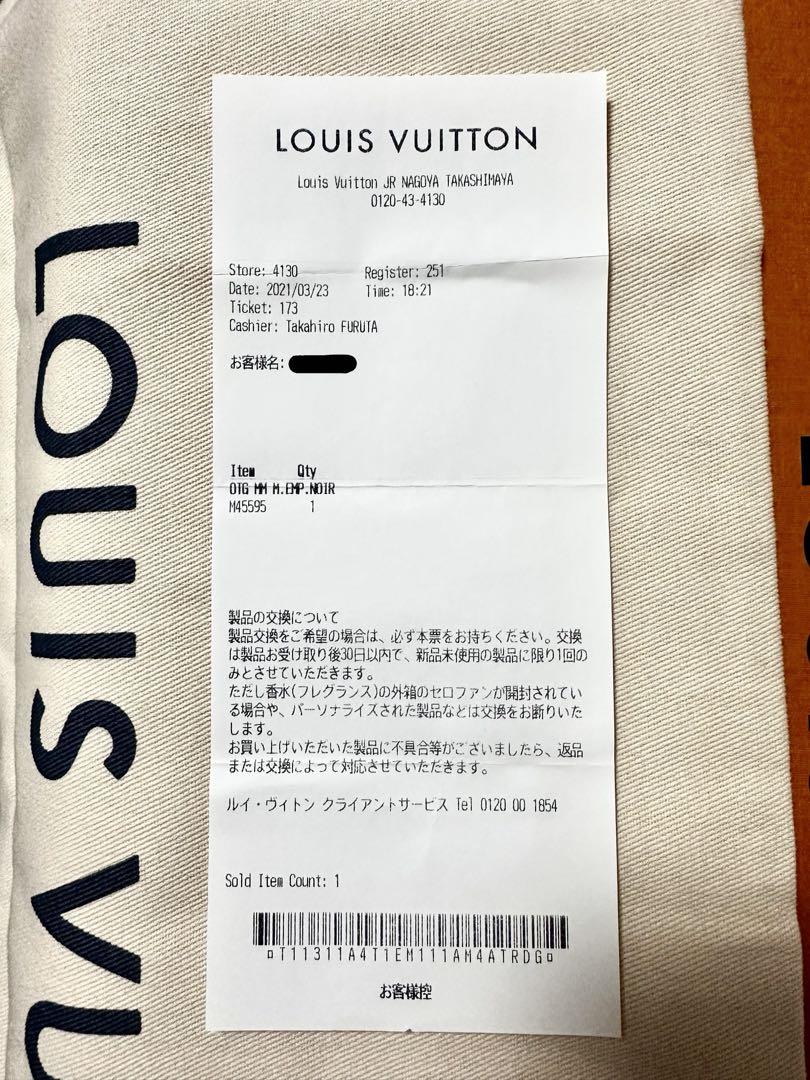 LOUIS VUITTON
Louis Vuitton JR NAGOYA TAKASHIMAYA
0120-43-4130
Store: 4130 Register: 251
Date: 2021/03/23 Time: 18:21
Ticket: 173
Cashier: Takahiro FURUTA
お客様名:
Item Qty
OTG MM M.EMP.NOIR
M45595 1
製品の交換について
製品交換をご希望の場合は、必ず本票をお持ちください。交換
は製品お受け取り後30日以内で、新品未使用の製品に限り1回の
みとさせていただきます。
ただし香水(フレグランス)の外箱のセロファンが開封されてい
る場合や、パーソナライズされた製品などは交換をお断りいた
します。
お買い上げいただいた製品に不具合等がございましたら、返品
または交換によって対応させていただきます。
ルイ・ヴィトン クライアントサービス Tel 0120 00 1854
Sold Item Count: 1
¤T11311A4T1EM111AM4ATRDG¤
お客様控
LOUIS VU